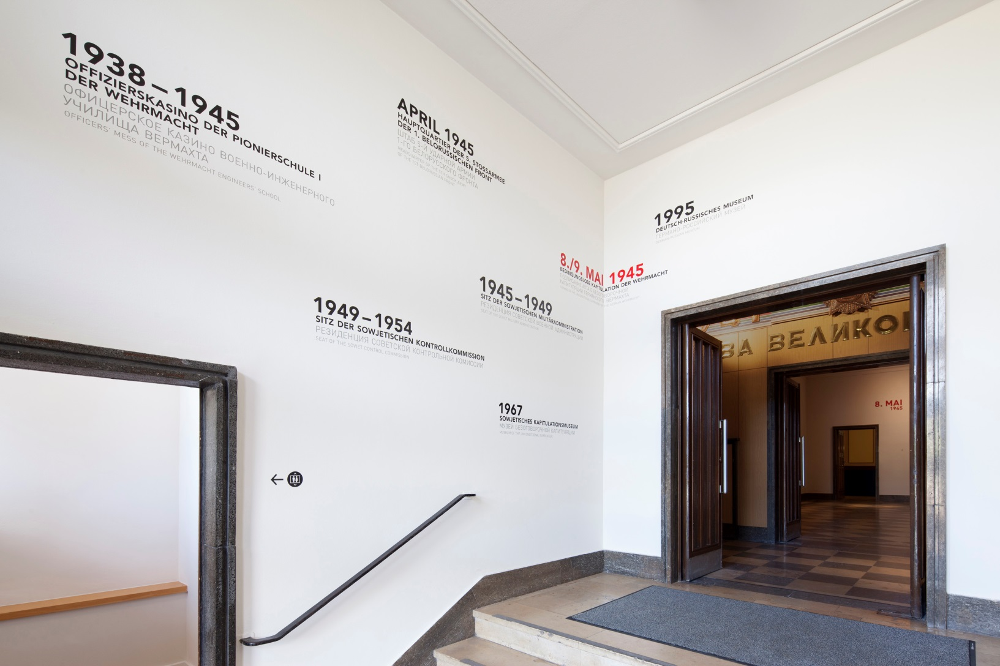 1938 – 1945
OFFIZIERSKASINO DER PIONIERSCHULE I
DER WEHRMACHT
ОФИЦЕРСКОЕ КАЗИНО ВОЕННО-ИНЖЕНЕРНОГО
УЧИЛИЩА ВЕРМАХТА
OFFICERS' MESS OF THE WEHRMACHT ENGINEERS' SCHOOL
APRIL 1945
HAUPTQUARTIER DER 5. STOSSARMEE
DER 1. BELORUSSISCHEN FRONT
ШТАБ 5-Й УДАРНОЙ АРМИИ
1-ГО БЕЛОРУССКОГО ФРОНТА
HEADQUARTER OF THE 5TH SHOCK ARMY
OF THE 1ST BELORUSSIAN FRONT
1995
DEUTSCH-RUSSISCHES MUSEUM
ГЕРМАНО-РОССИЙСКИЙ МУЗЕЙ
8./9. MAI 1945
BEDINGUNGSLOSE KAPITULATION DER WEHRMACHT
ВЕРМАХТА
1945 – 1949
SITZ DER SOWJETISCHEN MILITÄRADMINISTRATION
РЕЗИДЕНЦИЯ СОВЕТСКОЙ ВОЕННОЙ АДМИНИСТРАЦИИ
SEAT OF THE SOVIET MILITARY ADMINISTRATION
1949 – 1954
SITZ DER SOWJETISCHEN KONTROLLKOMMISSION
РЕЗИДЕНЦИЯ СОВЕТСКОЙ КОНТРОЛЬНОЙ КОМИССИИ
SEAT OF THE SOVIET CONTROL COMMISSION
1967
SOWJETISCHES KAPITULATIONSMUSEUM
МУЗЕЙ БЕЗОГОВОРОЧНОЙ КАПИТУЛЯЦИИ
MUSEUM OF THE UNCONDITIONAL SURRENDER
ВА ВЕЛИКОЙ
8. MAI
1945